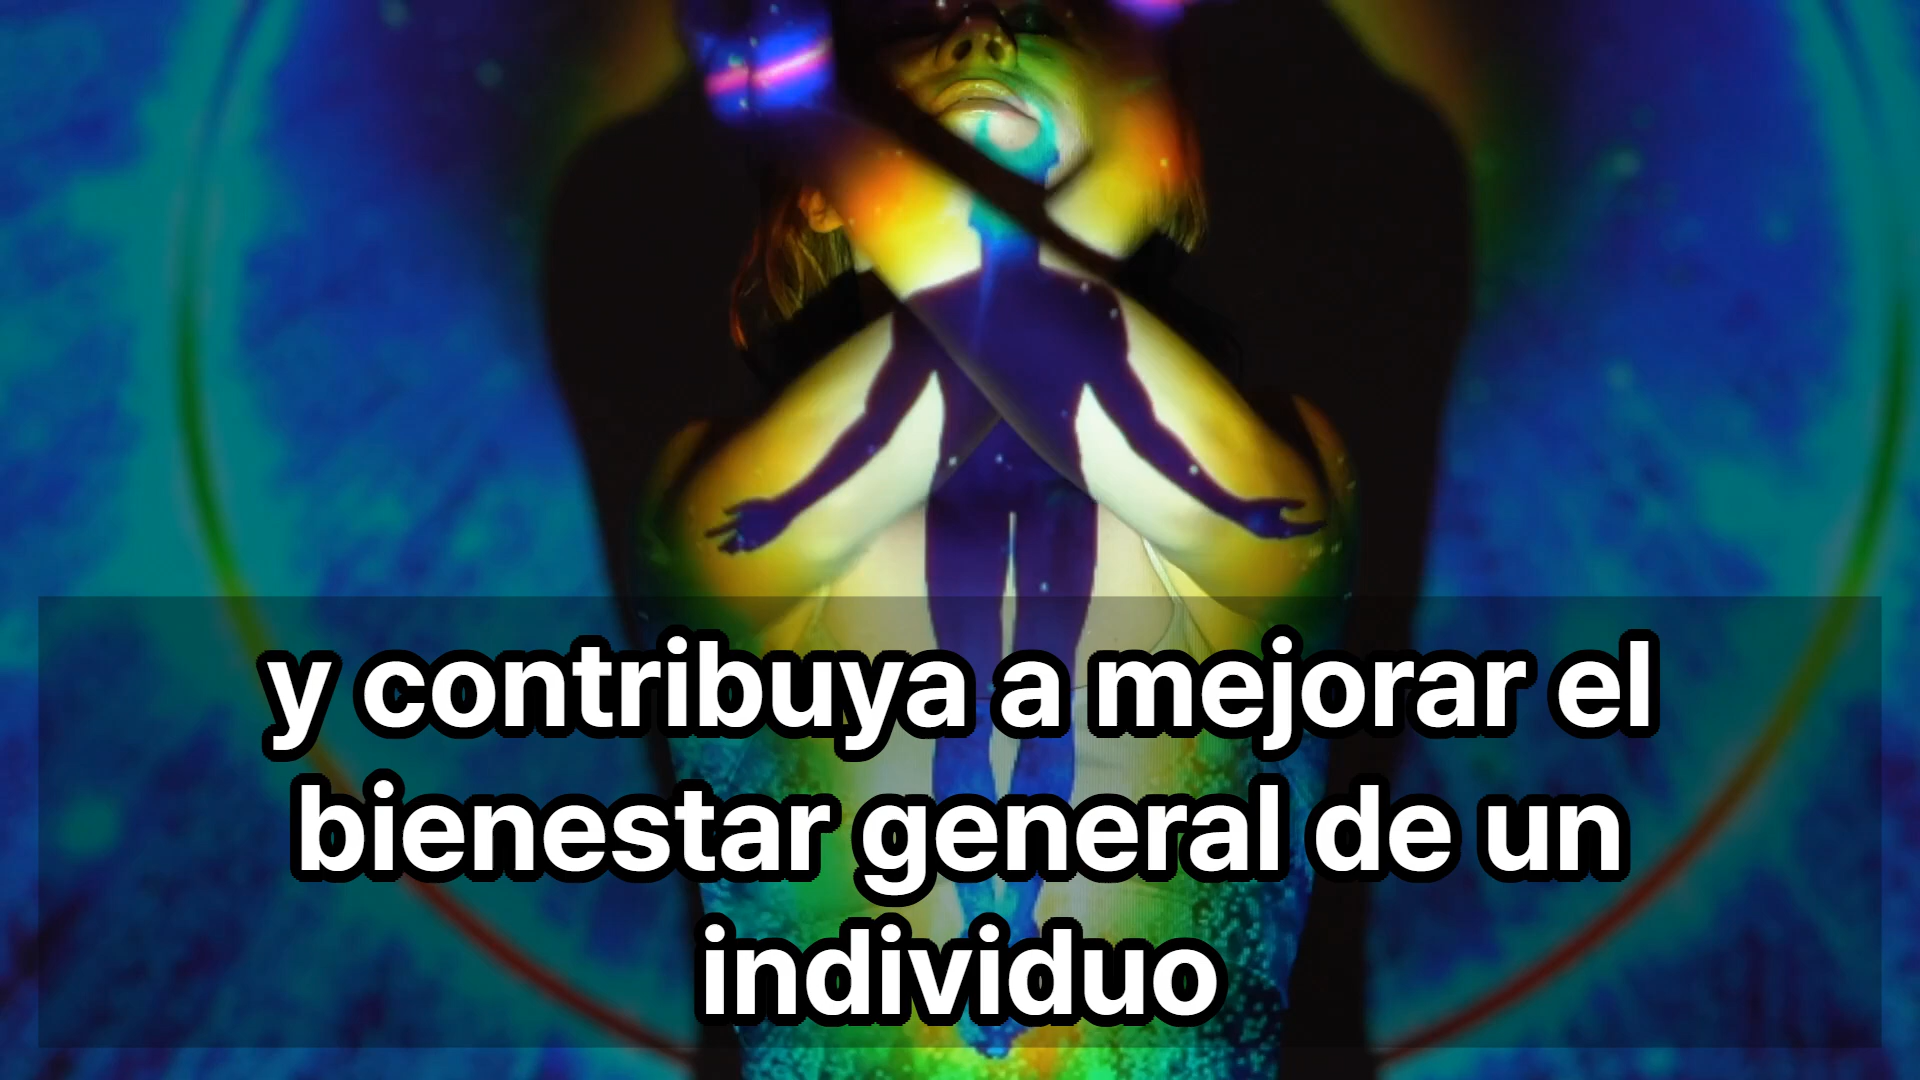 y contribuya a mejorar el
bienestar general de un
individuo